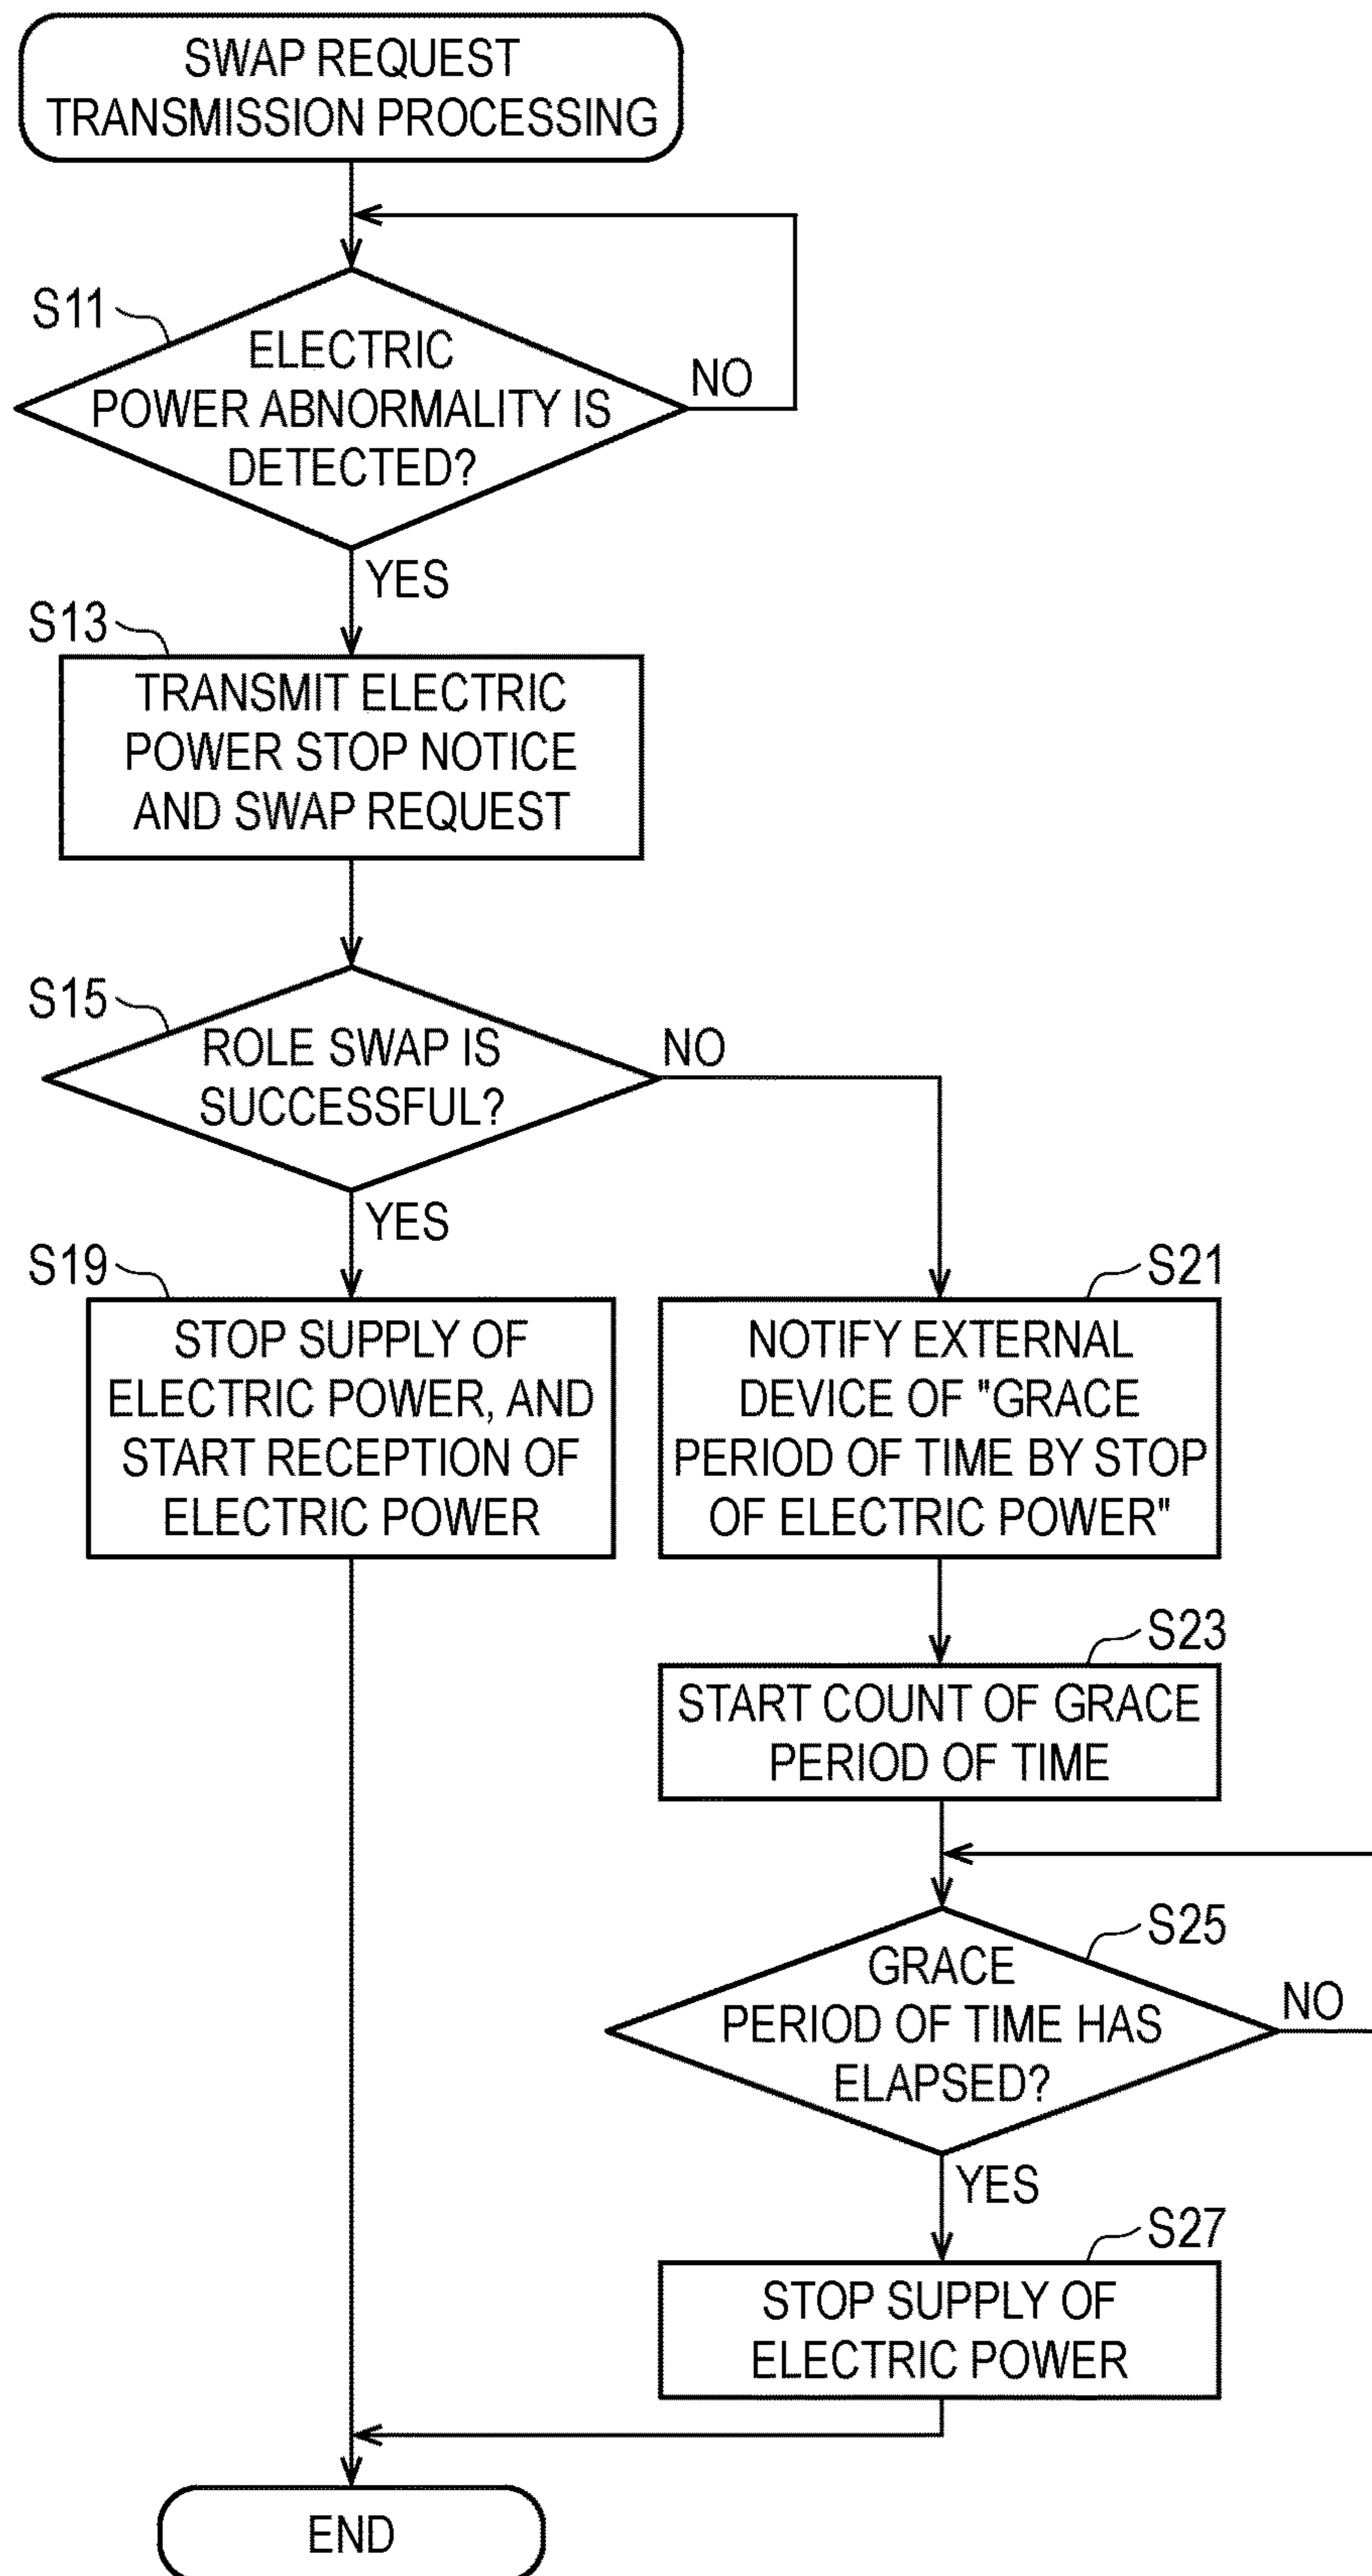 SWAP REQUEST
TRANSMISSION PROCESSING
S11
ELECTRIC
POWER ABNORMALITY IS
DETECTED?
NO
YES
S13
TRANSMIT ELECTRIC
POWER STOP NOTICE
AND SWAP REQUEST
S15
ROLE SWAP IS
SUCCESSFUL?
NO
YES
S19
STOP SUPPLY OF
ELECTRIC POWER, AND
START RECEPTION OF
ELECTRIC POWER
S21
NOTIFY EXTERNAL
DEVICE OF "GRACE
PERIOD OF TIME BY STOP
OF ELECTRIC POWER"
S23
START COUNT OF GRACE
PERIOD OF TIME
S25
GRACE
PERIOD OF TIME HAS
ELAPSED?
NO
YES
S27
STOP SUPPLY OF
ELECTRIC POWER
END